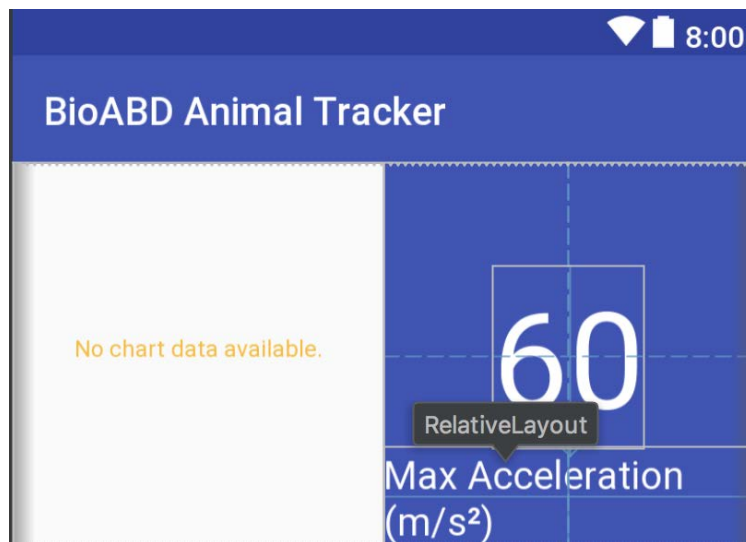 8:00
BioABD Animal Tracker
No chart data available.
60
RelativeLayout
Max Acceleration
(m/s²)